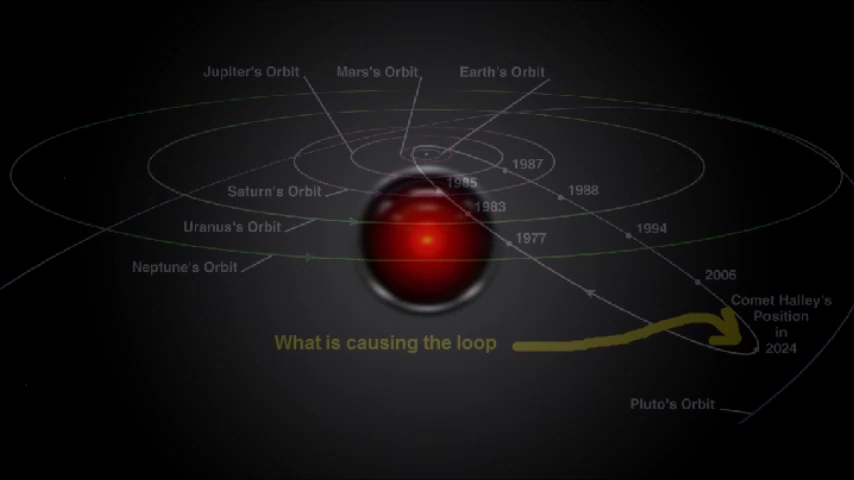 Jupiter's Orbit
Mars's Orbit
Earth's Orbit
1987
1985
1988
Saturn's Orbit
1983
Uranus's Orbit
1994
1977
Neptune's Orbit
2006
Comet Halley's
Position
in
2024
What is causing the loop
Pluto's Orbit